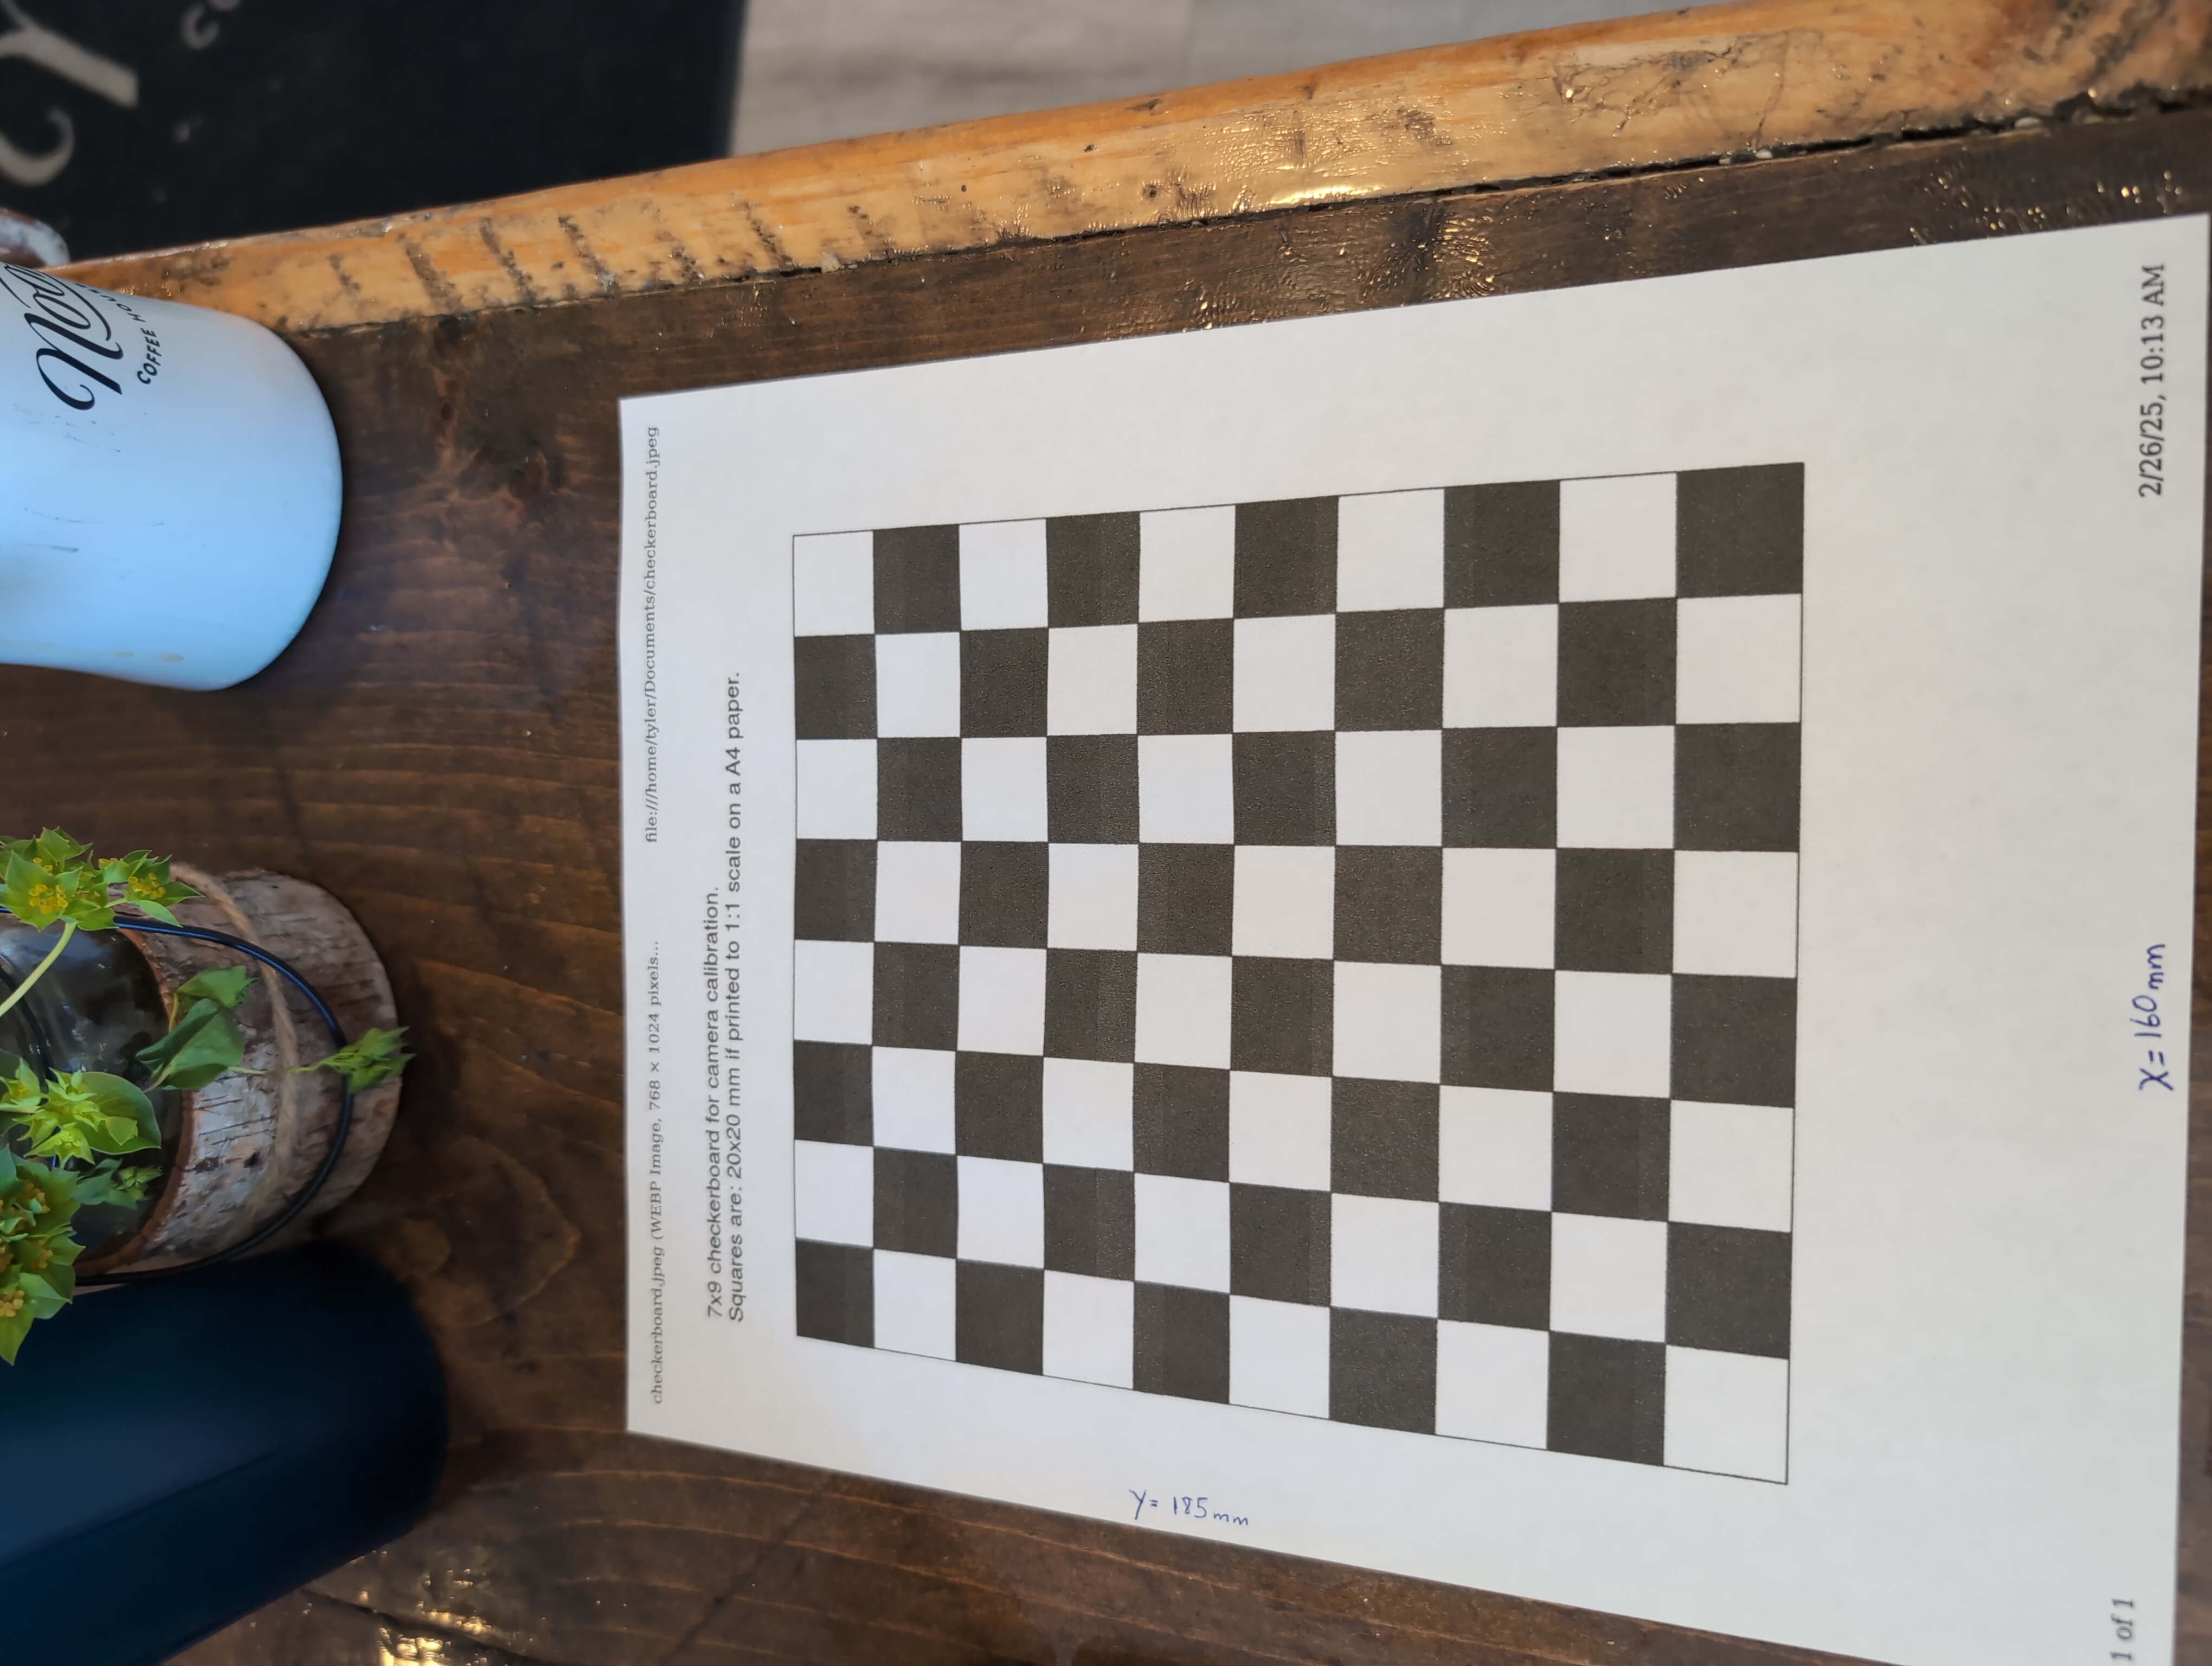 COFFEE
checkerboard.jpeg (WEBP Image, 768 × 1024 pixels...
file:///home/tyler/Documents/checkerboard.jpeg
7x9 checkerboard for camera calibration.
Squares are: 20x20 mm if printed to 1:1 scale on a A4 paper.
Y= 185mm
1 of 1
X= 160mm
2/26/25, 10:13 AM